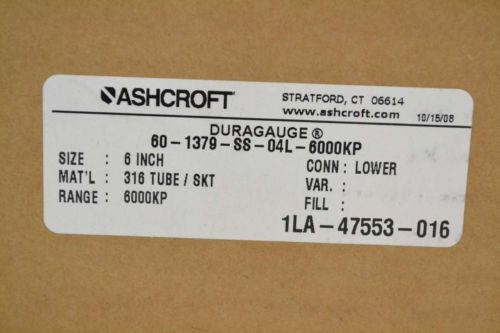 ASHCROFT
STRATFORD, CT 06614
www.ashcroft.com
10/15/08
DURAGAUGE®
60-1379-SS-04L-6000KP
SIZE : 6 INCH
CONN : LOWER
MAT'L : 316 TUBE / SKT
VAR. :
RANGE : 6000KP
FILL :
1LA-47553-016